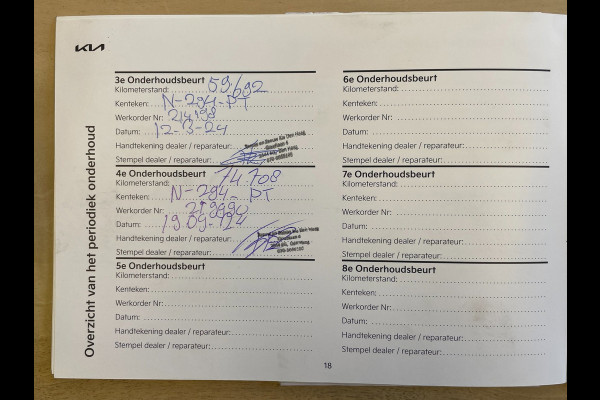 KIA
Overzicht van het periodiek onderhoud
3e Onderhoudsbeurt
Kilometerstand: 59/692
Kenteken: N-294-PT
Werkorder Nr: 214198
Datum: 12-3-24
Handtekening dealer / reparateur:
Stempel dealer / reparateur:
4e Onderhoudsbeurt
Kilometerstand: 74.708
Kenteken: N-294-PT
Werkorder Nr:
Datum:
Handtekening dealer / reparateur:
Stempel dealer / reparateur:
5e Onderhoudsbeurt
Kilometerstand:
Kenteken:
Werkorder Nr:
Datum:
Handtekening dealer / reparateur:
Stempel dealer / reparateur:
6e Onderhoudsbeurt
Kilometerstand:
Kenteken:
Werkorder Nr:
Datum:
Handtekening dealer / reparateur:
Stempel dealer / reparateur:
7e Onderhoudsbeurt
Kilometerstand:
Kenteken:
Werkorder Nr:
Datum:
Handtekening dealer / reparateur:
Stempel dealer / reparateur:
8e Onderhoudsbeurt
Kilometerstand:
Kenteken:
Werkorder Nr:
Datum:
Handtekening dealer / reparateur:
Stempel dealer / reparateur:
18